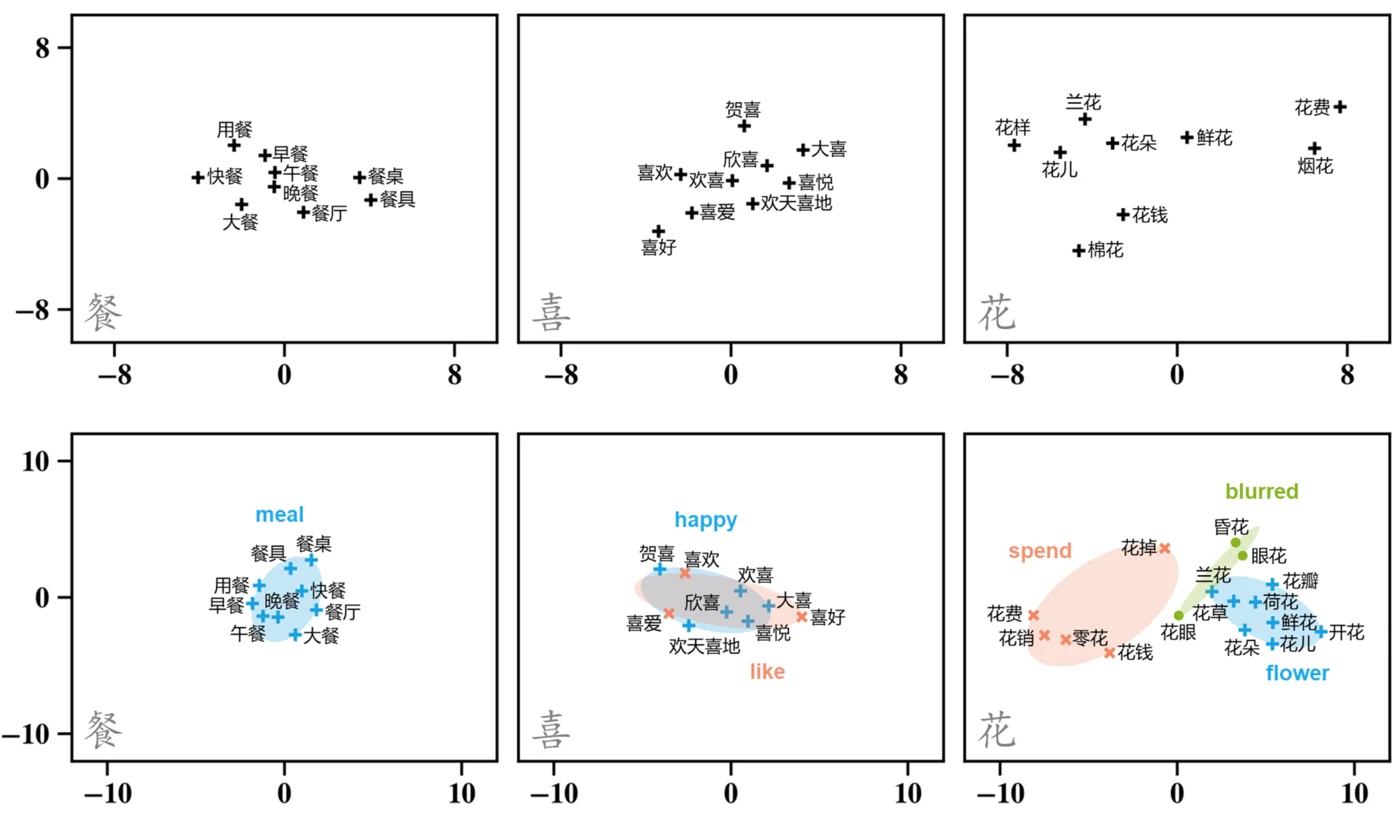 8
0
−8
用餐
早餐
快餐
午餐
餐桌
晚餐
餐具
大餐
餐厅
餐
−8
0
8
贺喜
大喜
欣喜
喜欢
欢喜
喜悦
喜爱
欢天喜地
喜好
喜
−8
0
8
兰花
花费
花样
花朵
鲜花
花儿
烟花
花钱
棉花
花
−8
0
8
10
0
−10
meal
餐桌
餐具
用餐
快餐
早餐
晚餐
餐厅
午餐
大餐
餐
−10
0
10
happy
贺喜
喜欢
欢喜
欣喜
大喜
喜好
喜爱
喜悦
欢天喜地
like
喜
−10
0
10
blurred
昏花
spend
花掉
眼花
兰花
花瓣
荷花
花费
花草
鲜花
花销
零花
花眼
开花
花钱
花朵
花儿
flower
花
−10
0
10